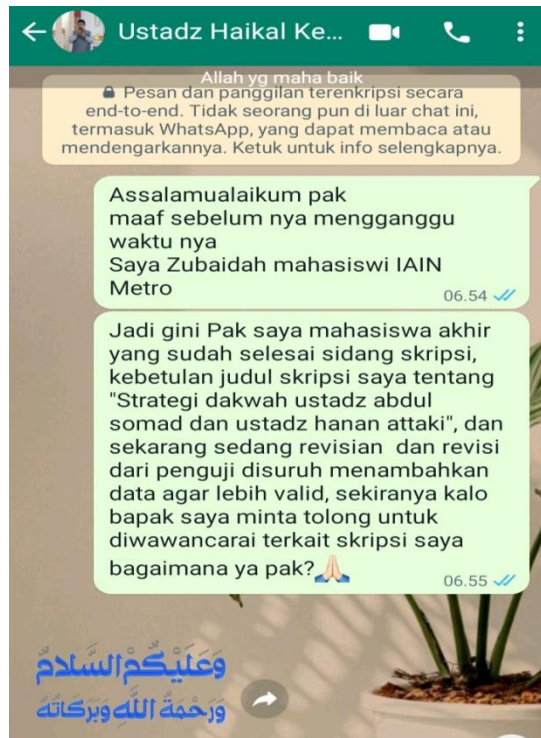 Ustadz Haikal Ke...
Allah yg maha baik
Pesan dan panggilan terenkripsi secara
end-to-end. Tidak seorang pun di luar chat ini,
termasuk WhatsApp, yang dapat membaca atau
mendengarkannya. Ketuk untuk info selengkapnya.
Assalamualaikum pak
maaf sebelum nya mengganggu
waktu nya
Saya Zubaidah mahasiswi IAIN
Metro
06.54
Jadi gini Pak saya mahasiswa akhir
yang sudah selesai sidang skripsi,
kebetulan judul skripsi saya tentang
"Strategi dakwah ustadz abdul
somad dan ustadz hanan attaki", dan
sekarang sedang revisian dan revisi
dari penguji disuruh menambahkan
data agar lebih valid, sekiranya kalo
bapak saya minta tolong untuk
diwawancarai terkait skripsi saya
bagaimana ya pak?🙏🏻
06.55
وَعَلَيْكُمْ السَّلَامُ
وَرَحْمَةُ اللهِ وَبَرَكَاتُهُ